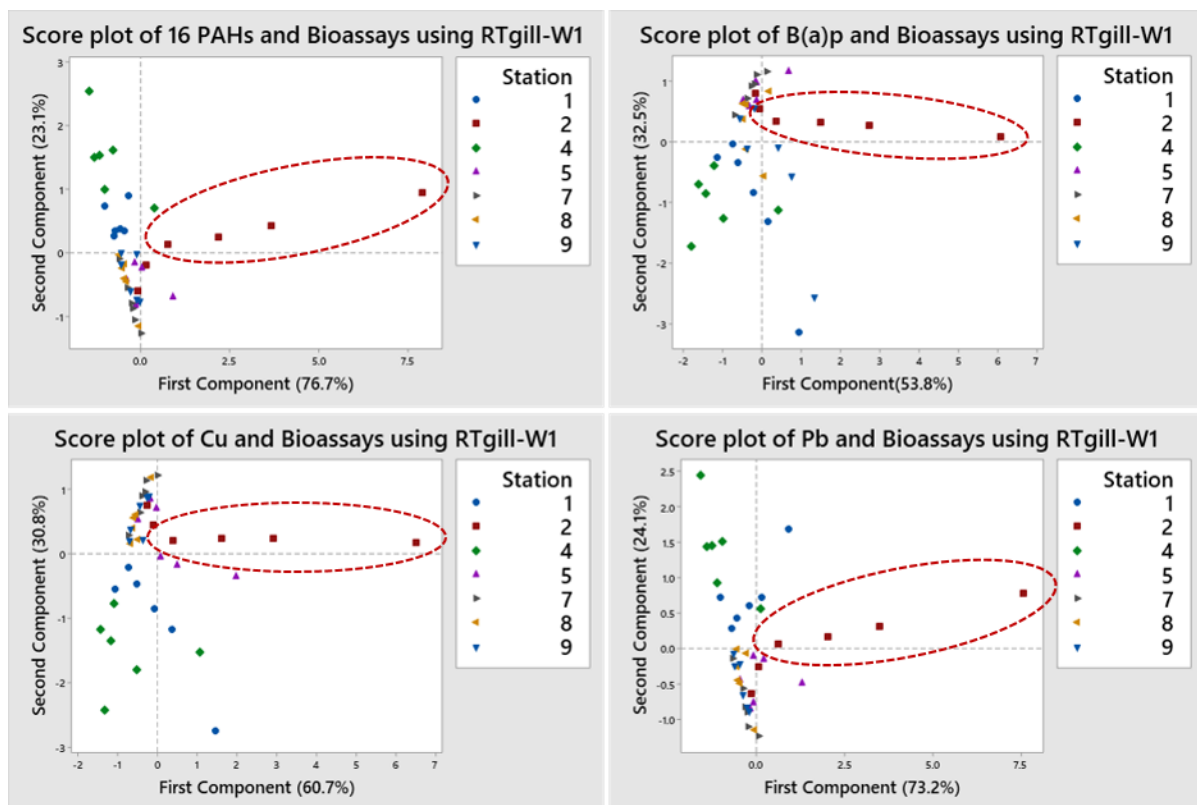 Score plot of 16 PAHs and Bioassays using RTgill-W1
3
2
1
0
-1
Second Component (23.1%)
0.0 2.5 5.0 7.5
First Component (76.7%)
Station
1
2
4
5
7
8
9
Score plot of B(a)p and Bioassays using RTgill-W1
1
0
-1
-2
-3
Second Component (32.5%)
-2 -1 0 1 2 3 4 5 6 7
First Component(53.8%)
Station
1
2
4
5
7
8
9
Score plot of Cu and Bioassays using RTgill-W1
1
0
-1
-2
-3
Second Component (30.8%)
-2 -1 0 1 2 3 4 5 6 7
First Component (60.7%)
Station
1
2
4
5
7
8
9
Score plot of Pb and Bioassays using RTgill-W1
2.5
2.0
1.5
1.0
0.5
0.0
-0.5
-1.0
Second Component (24.1%)
0.0 2.5 5.0 7.5
First Component (73.2%)
Station
1
2
4
5
7
8
9